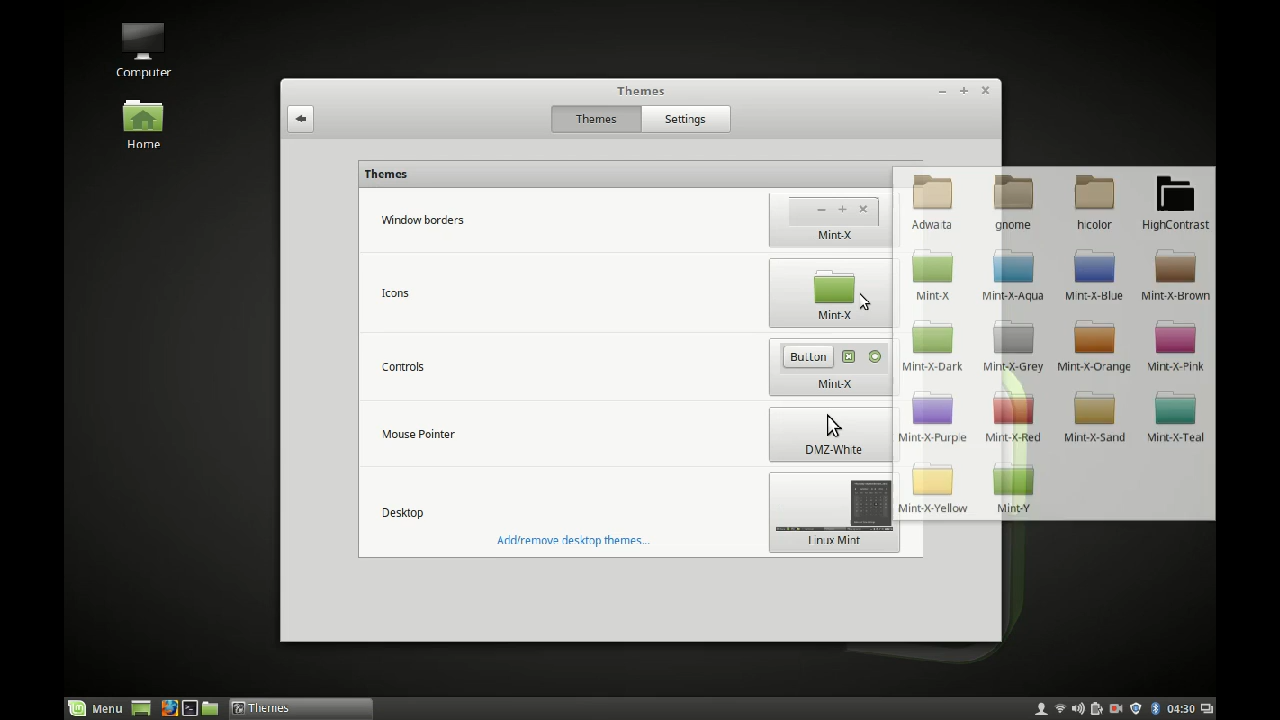 Computer
Home
Themes
Themes Settings
Themes
Window borders
Mint-X
Icons
Mint-X
Controls
Button
Mint-X
Mouse Pointer
DMZ-White
Desktop
Linux Mint
Add/remove desktop themes...
Adwaita gnome hicolor HighContrast
Mint-X Mint-X-Aqua Mint-X-Blue Mint-X-Brown
Mint-X-Dark Mint-X-Grey Mint-X-Orange Mint-X-Pink
Mint-X-Purple Mint-X-Red Mint-X-Sand Mint-X-Teal
Mint-X-Yellow Mint-Y
Menu Themes 04:30